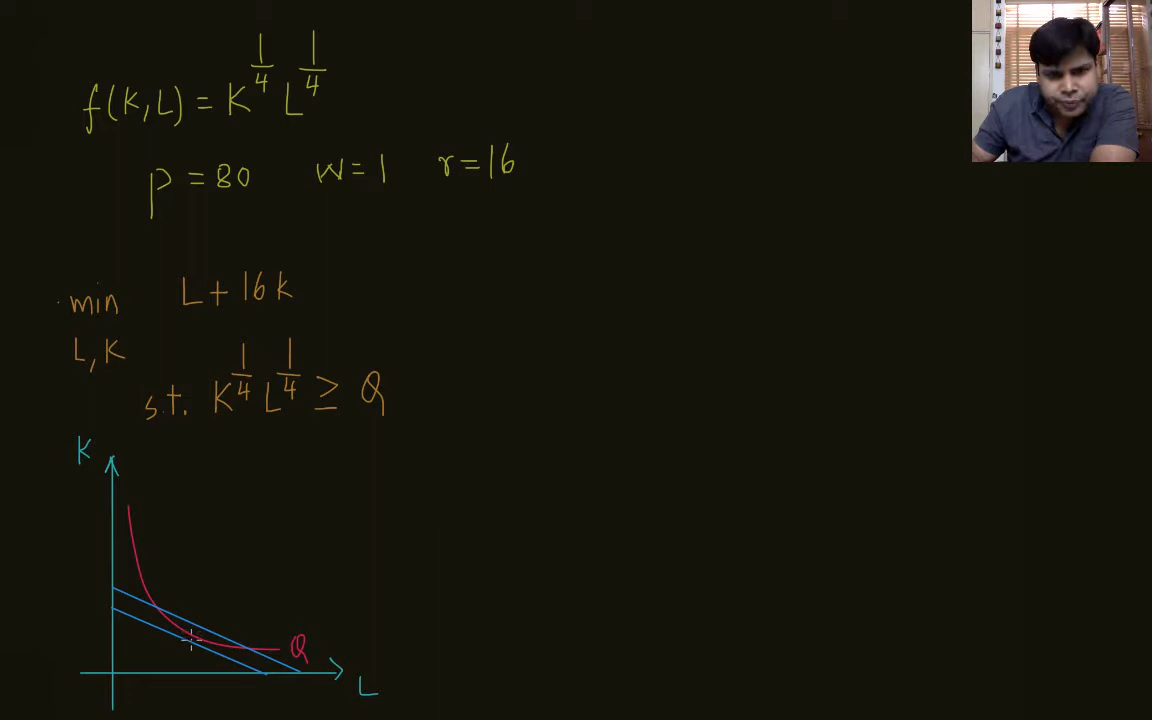 f(K,L) = K^{1/4} L^{1/4}
p = 80 w = 1 r = 16
min L + 16K
L, K
s.t. K^{1/4} L^{1/4} ≥ Q
K
Q
L